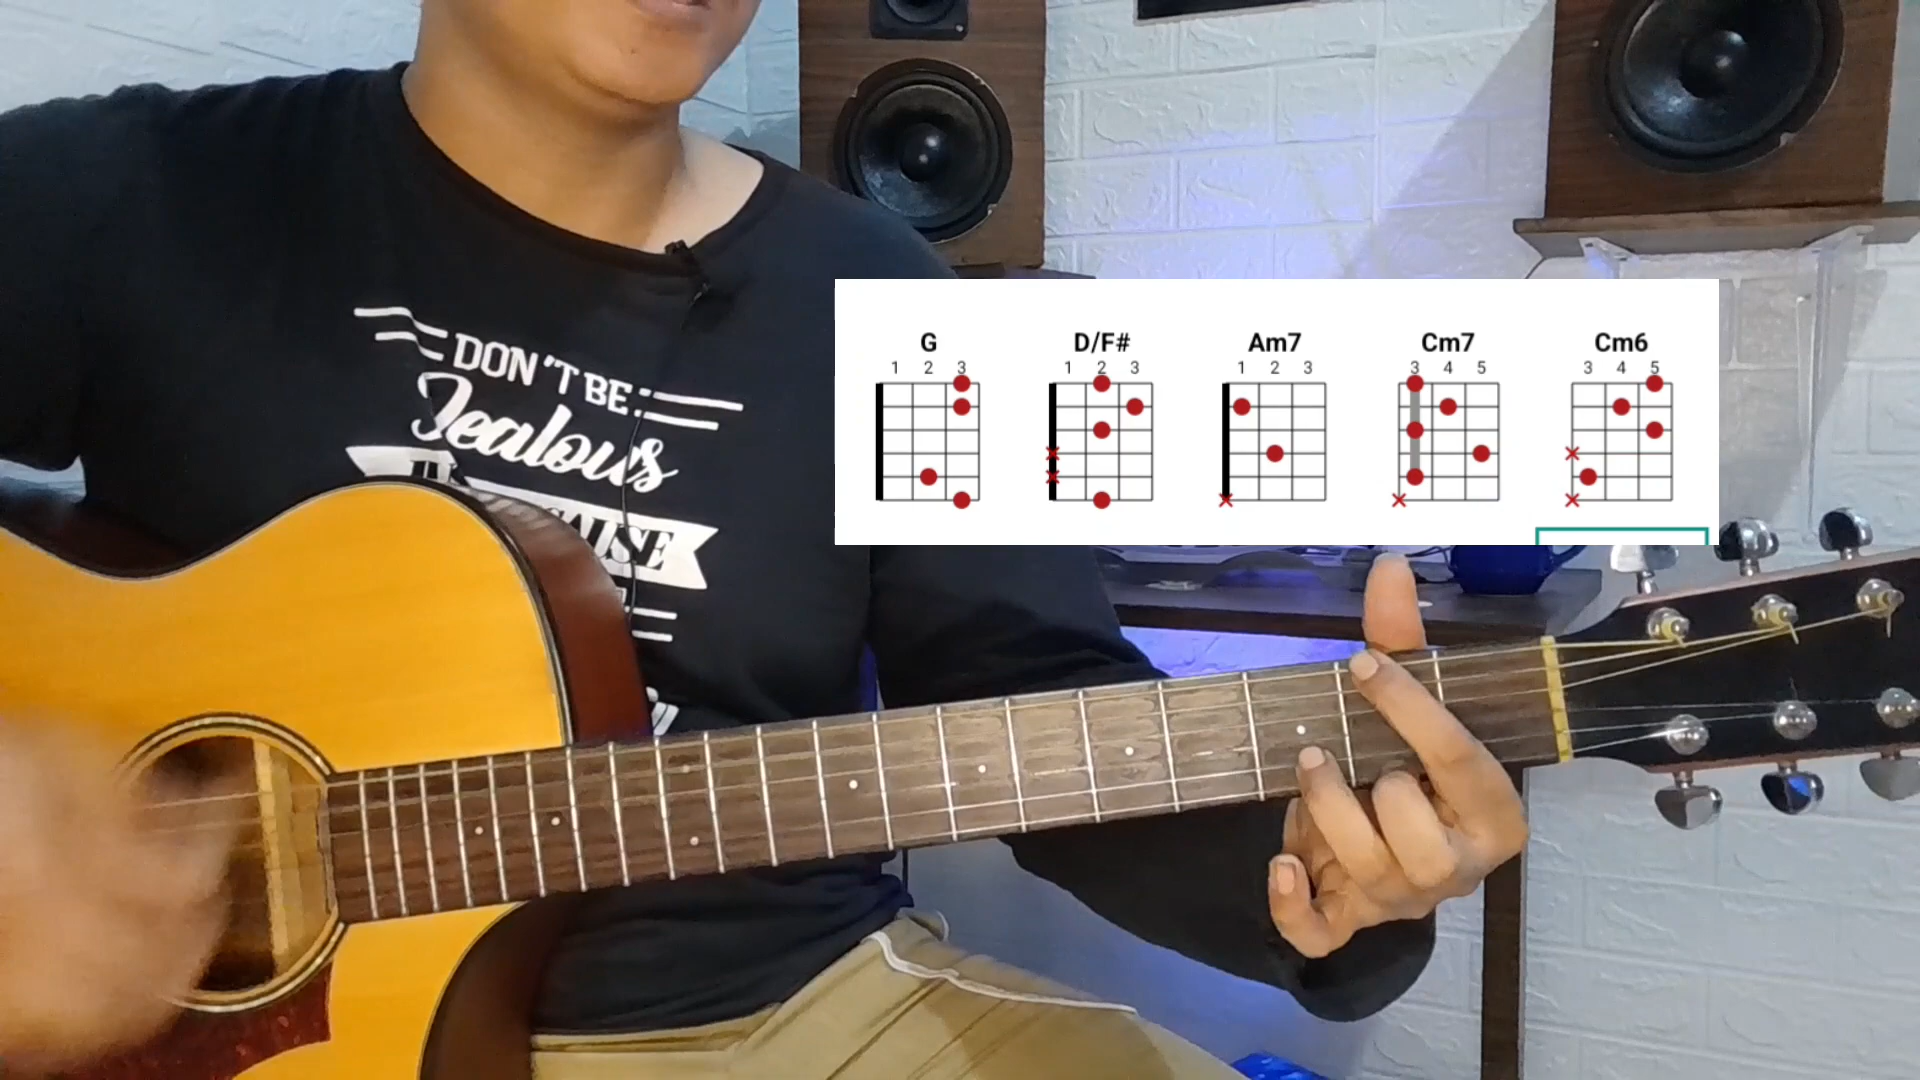 DON'T BE
Jealous
G D/F# Am7 Cm7 Cm6
1 2 3 1 2 3 1 2 3 3 4 5 3 4 5
× × × × × ×